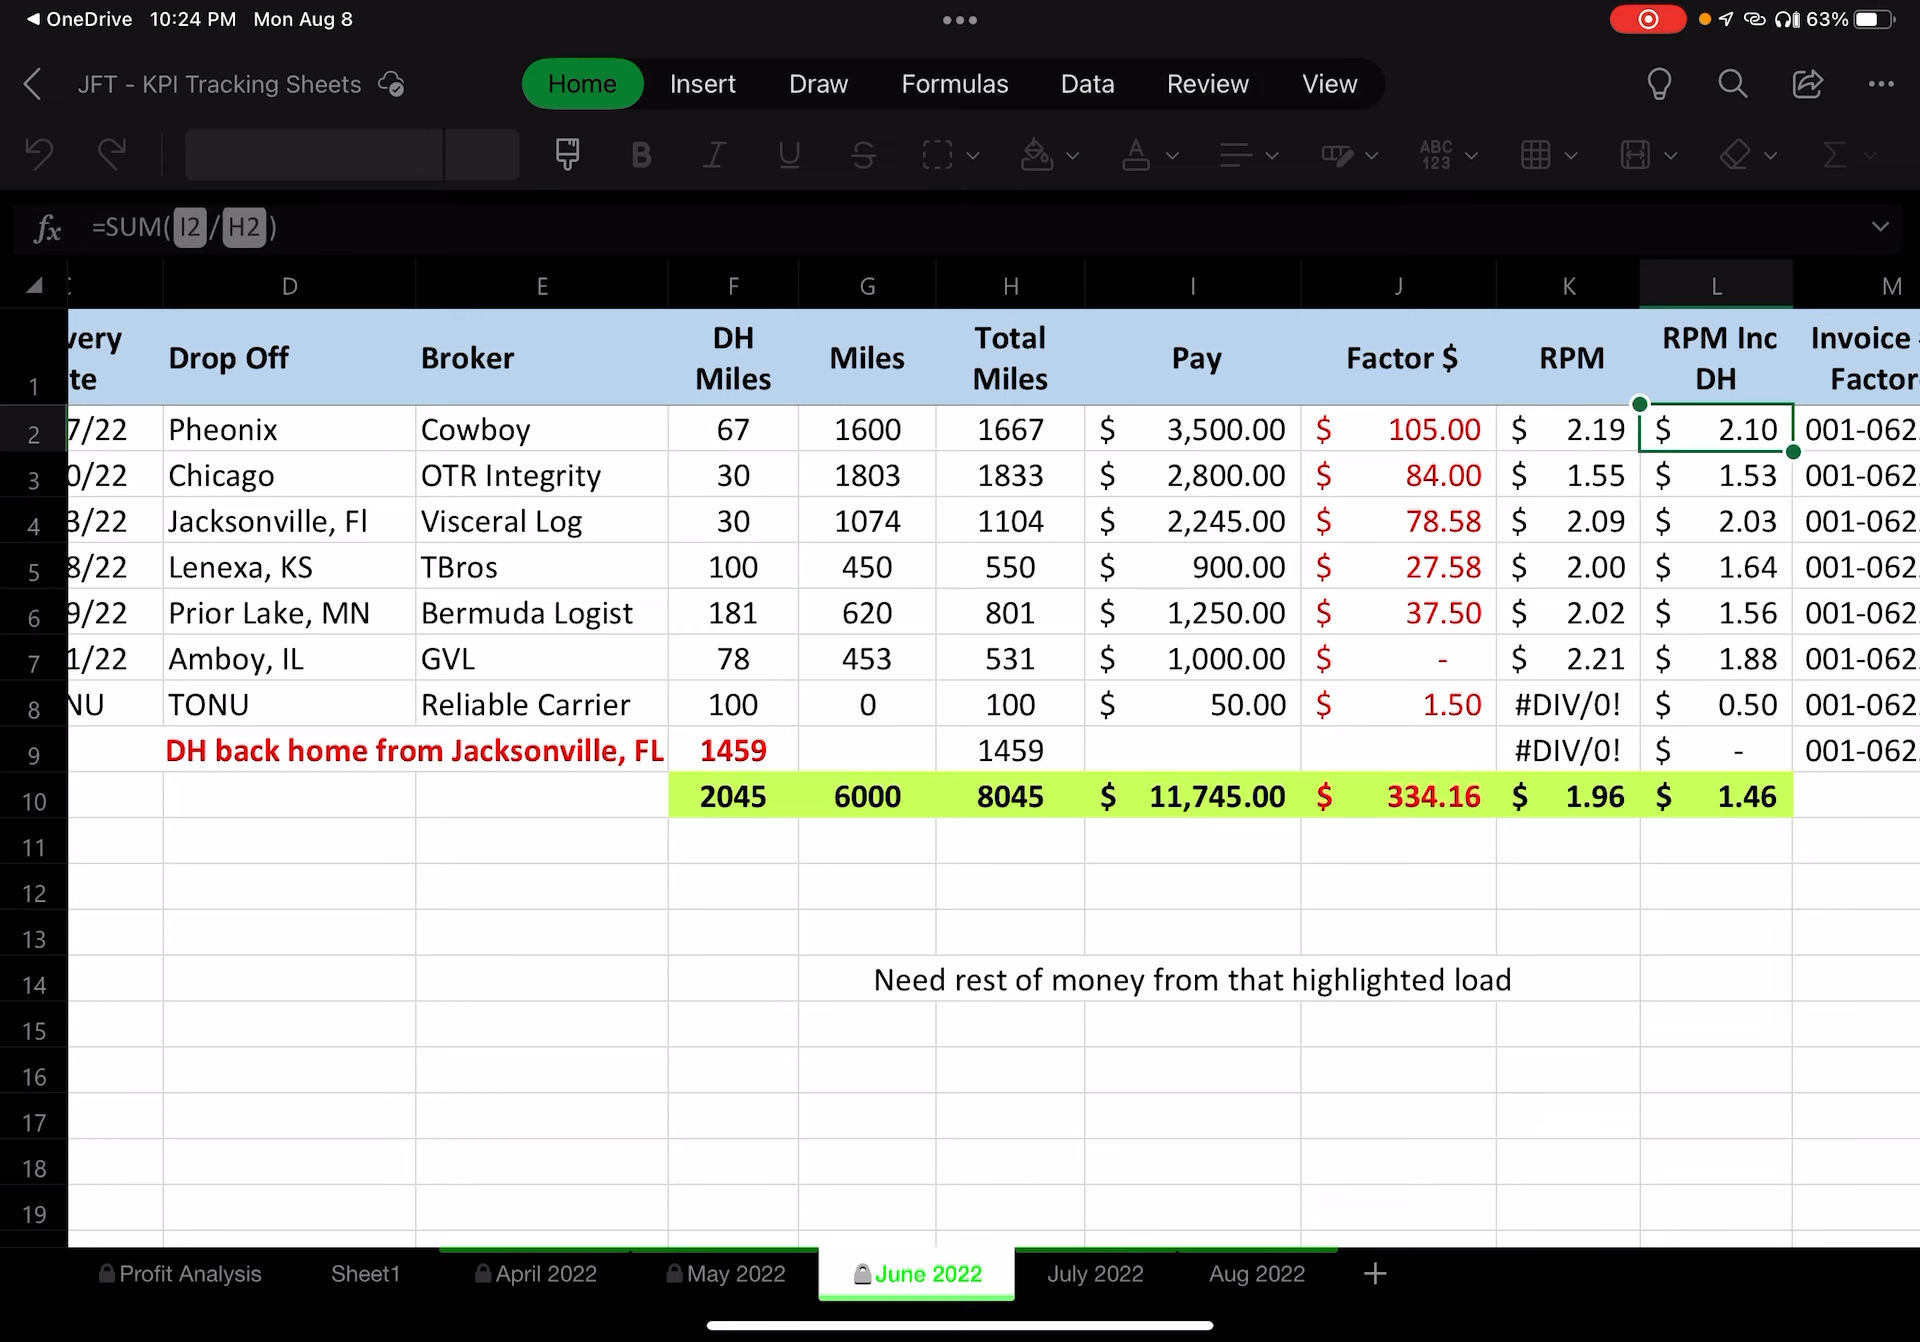 OneDrive 10:24 PM Mon Aug 8 63%
JFT - KPI Tracking Sheets Home Insert Draw Formulas Data Review View
B I U S A ABC 123
fx =SUM( I2 / H2 )
D E F G H I J K L M
1 very te Drop Off Broker DH Miles Miles Total Miles Pay Factor $ RPM RPM Inc DH Invoice Factor
2 7/22 Pheonix Cowboy 67 1600 1667 $ 3,500.00 $ 105.00 $ 2.19 $ 2.10 001-062
3 0/22 Chicago OTR Integrity 30 1803 1833 $ 2,800.00 $ 84.00 $ 1.55 $ 1.53 001-062
4 3/22 Jacksonville, Fl Visceral Log 30 1074 1104 $ 2,245.00 $ 78.58 $ 2.09 $ 2.03 001-062
5 8/22 Lenexa, KS TBros 100 450 550 $ 900.00 $ 27.58 $ 2.00 $ 1.64 001-062
6 9/22 Prior Lake, MN Bermuda Logist 181 620 801 $ 1,250.00 $ 37.50 $ 2.02 $ 1.56 001-062
7 1/22 Amboy, IL GVL 78 453 531 $ 1,000.00 $ - $ 2.21 $ 1.88 001-062
8 NU TONU Reliable Carrier 100 0 100 $ 50.00 $ 1.50 #DIV/0! $ 0.50 001-062
9 DH back home from Jacksonville, FL 1459 1459 #DIV/0! $ - 001-062
10 2045 6000 8045 $ 11,745.00 $ 334.16 $ 1.96 $ 1.46
11
12
13
14 Need rest of money from that highlighted load
15
16
17
18
19
Profit Analysis Sheet1 April 2022 May 2022 June 2022 July 2022 Aug 2022 +